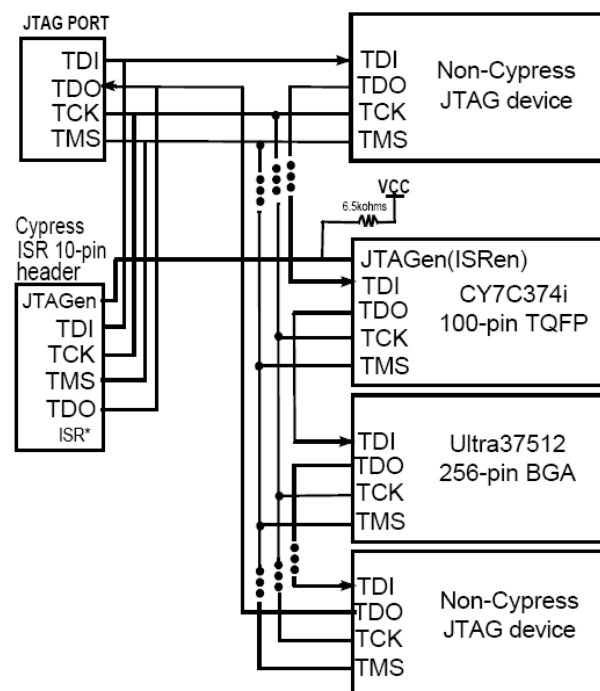 JTAG PORT
TDI
TDO
TCK
TMS
TDI
TDO
TCK
TMS
Non-Cypress
JTAG device
VCC
6.5kohms
Cypress
ISR 10-pin
header
JTAGen
TDI
TCK
TMS
TDO
ISR*
JTAGen(ISRen)
TDI
TDO
TCK
TMS
CY7C374i
100-pin TQFP
TDI
TDO
TCK
TMS
Ultra37512
256-pin BGA
TDI
TDO
TCK
TMS
Non-Cypress
JTAG device